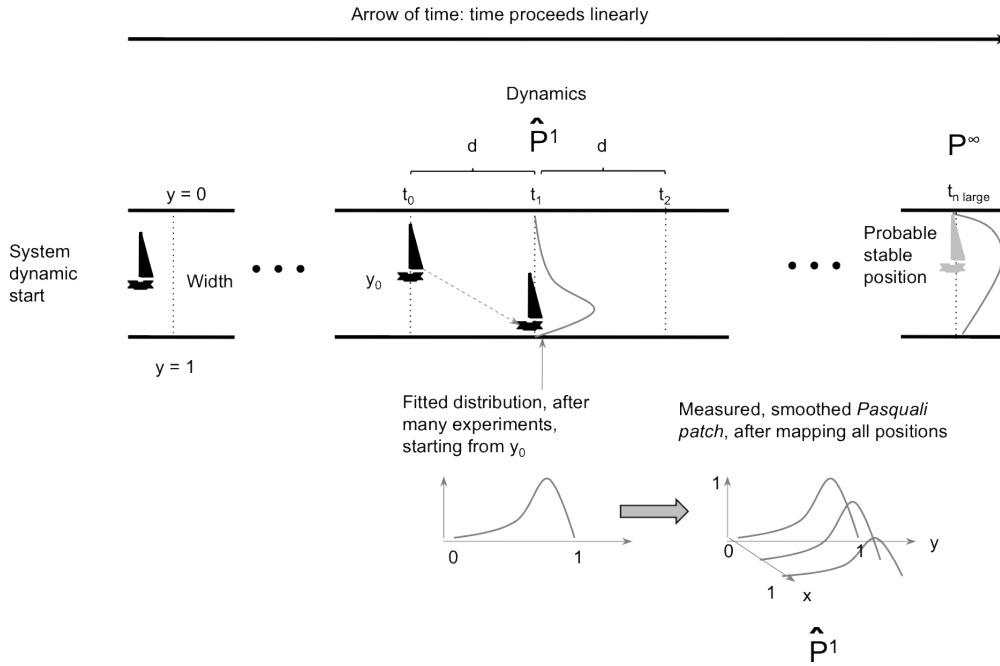 Arrow of time: time proceeds linearly
Dynamics
P̂¹
P∞
d
d
y = 0
t₀
t₁
t₂
tₙ ₗₐᵣgₑ
System
dynamic
start
Width
• • •
y₀
• • •
Probable
stable
position
y = 1
Fitted distribution, after
many experiments,
starting from y₀
Measured, smoothed Pasquali
patch, after mapping all positions
0
1
1
0
1
y
1
x
P̂¹